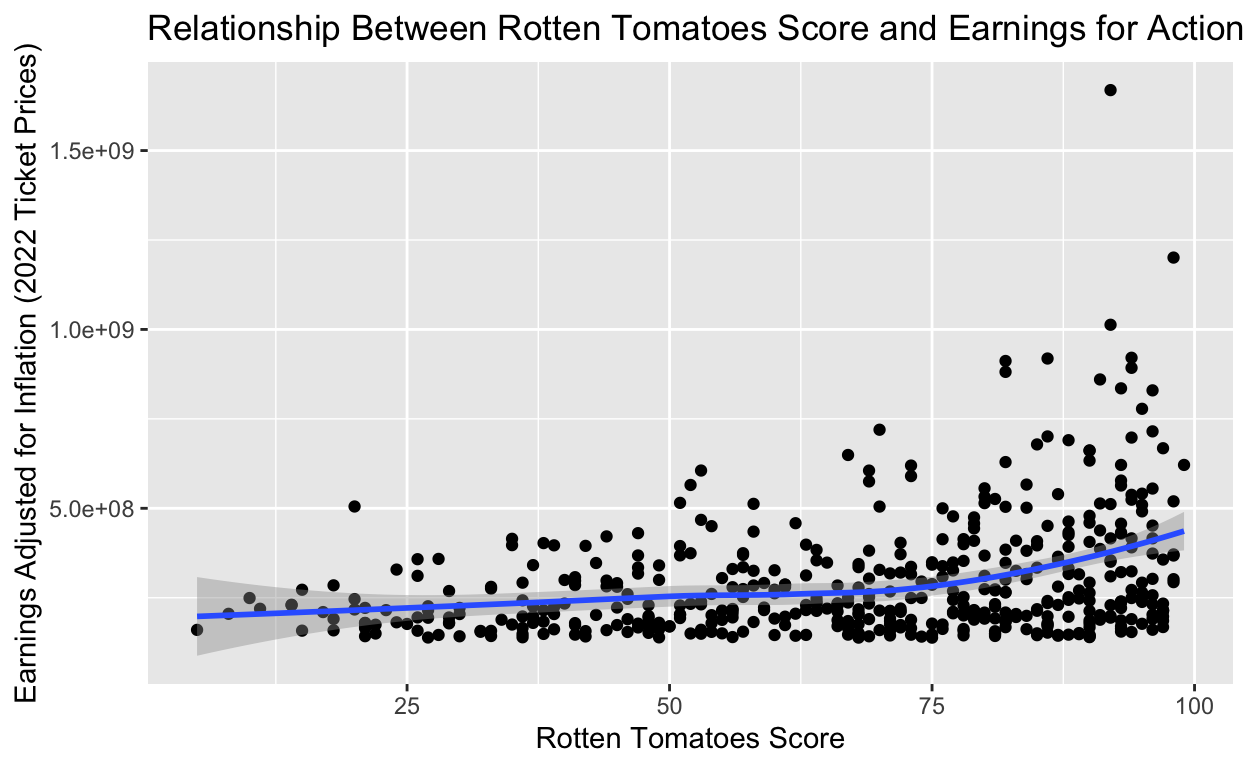 Relationship Between Rotten Tomatoes Score and Earnings for Action
Earnings Adjusted for Inflation (2022 Ticket Prices)
1.5e+09
1.0e+09
5.0e+08
25
50
75
100
Rotten Tomatoes Score